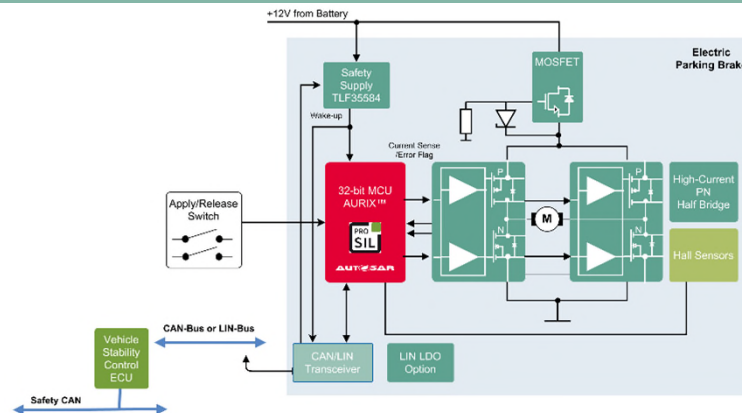 +12V from Battery
Electric
Parking Brake
Safety
Supply
TLF35584
MOSFET
Wake-up
Current Sense
/Error Flag
32-bit MCU
AURIX™
PRO
SIL
AUTOSAR
Apply/Release
Switch
P
P
M
N
N
High-Current
PN
Half Bridge
Hall Sensors
CAN-Bus or LIN-Bus
Vehicle
Stability
Control
ECU
CAN/LIN
Transceiver
LIN LDO
Option
Safety CAN